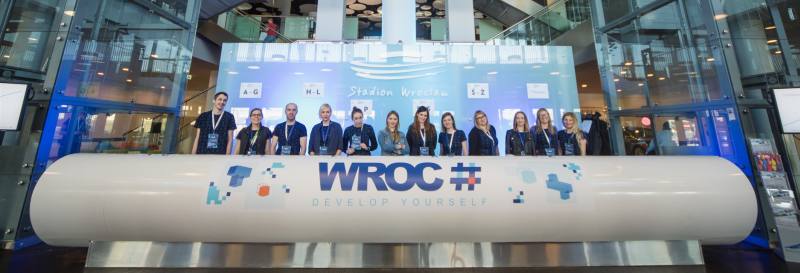 Stadion Wrocław
A-G
H-L
S-Z
WROC #
DEVELOP YOURSELF